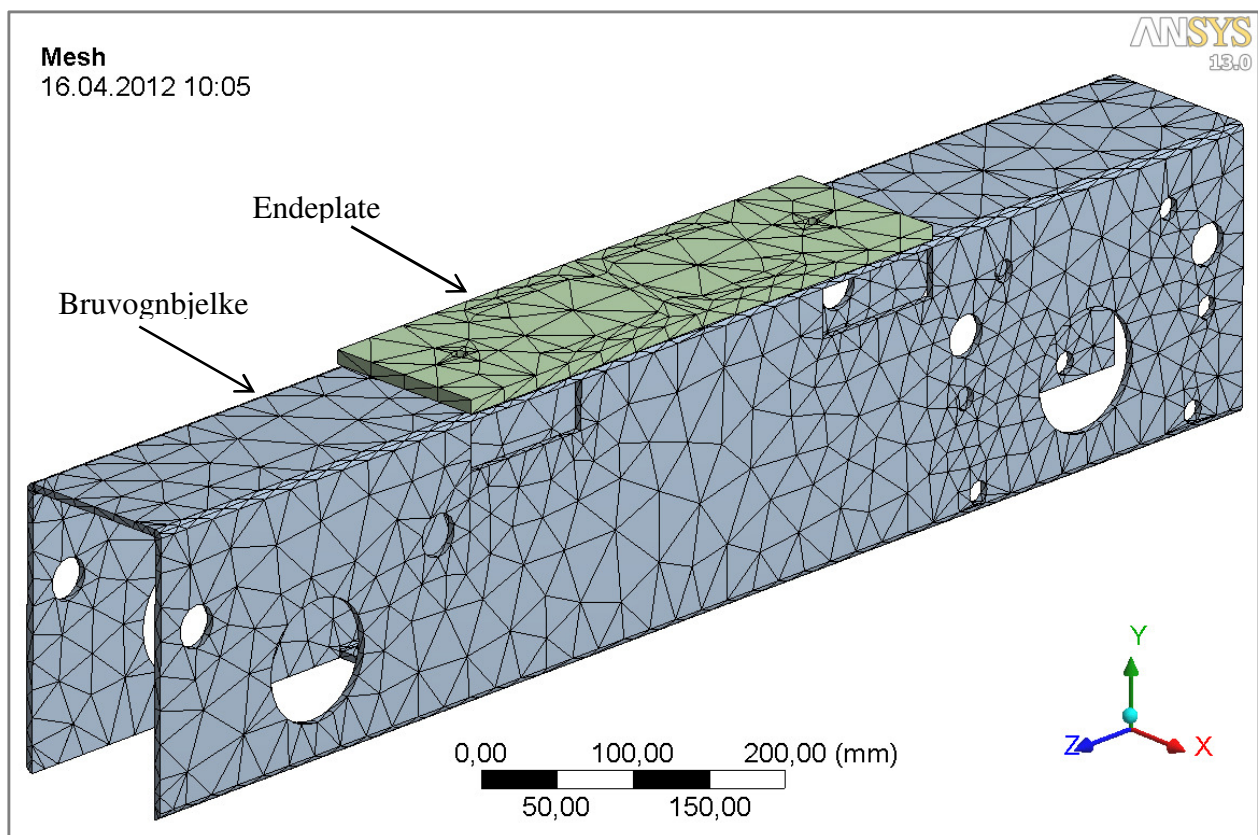 ANSYS
13.0
Mesh
16.04.2012 10:05
Endeplate
Bruvognbjelke
Y
Z
X
0,00 100,00 200,00 (mm)
50,00 150,00